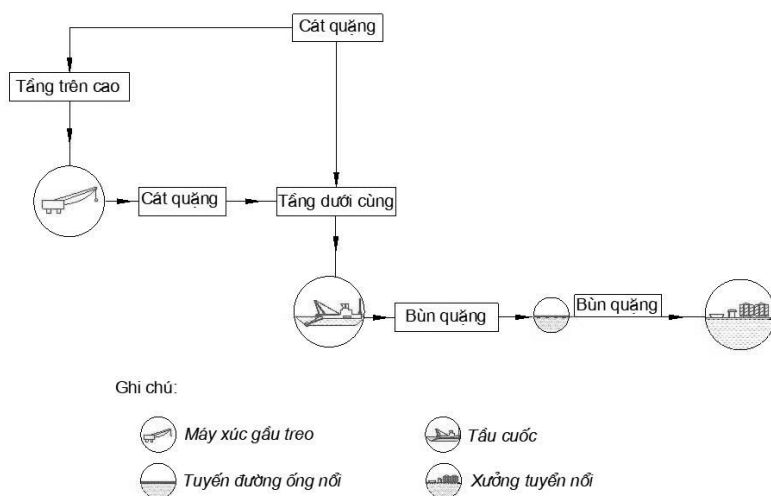 Cát quặng
Tầng trên cao
Cát quặng
Tầng dưới cùng
Bùn quặng
Bùn quặng
Ghi chú:
Máy xúc gầu treo
Tầu cuốc
Tuyến đường ống nổi
Xưởng tuyển nổi